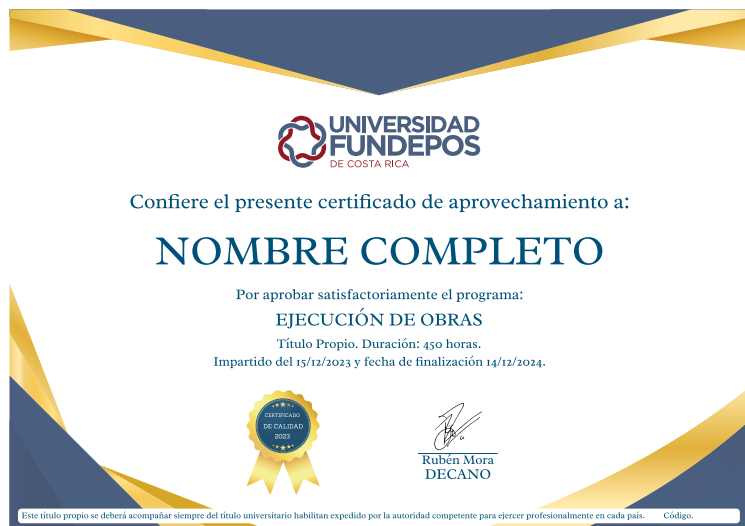 UNIVERSIDAD
FUNDEPOS
DE COSTA RICA
Confiere el presente certificado de aprovechamiento a:
NOMBRE COMPLETO
Por aprobar satisfactoriamente el programa:
EJECUCIÓN DE OBRAS
Título Propio. Duración: 450 horas.
Impartido del 15/12/2023 y fecha de finalización 14/12/2024.
CERTIFICADO
DE CALIDAD
2023
Rubén Mora
DECANO
Este título propio se deberá acompañar siempre del título universitario habilitan expedido por la autoridad competente para ejercer profesionalmente en cada país. Código.